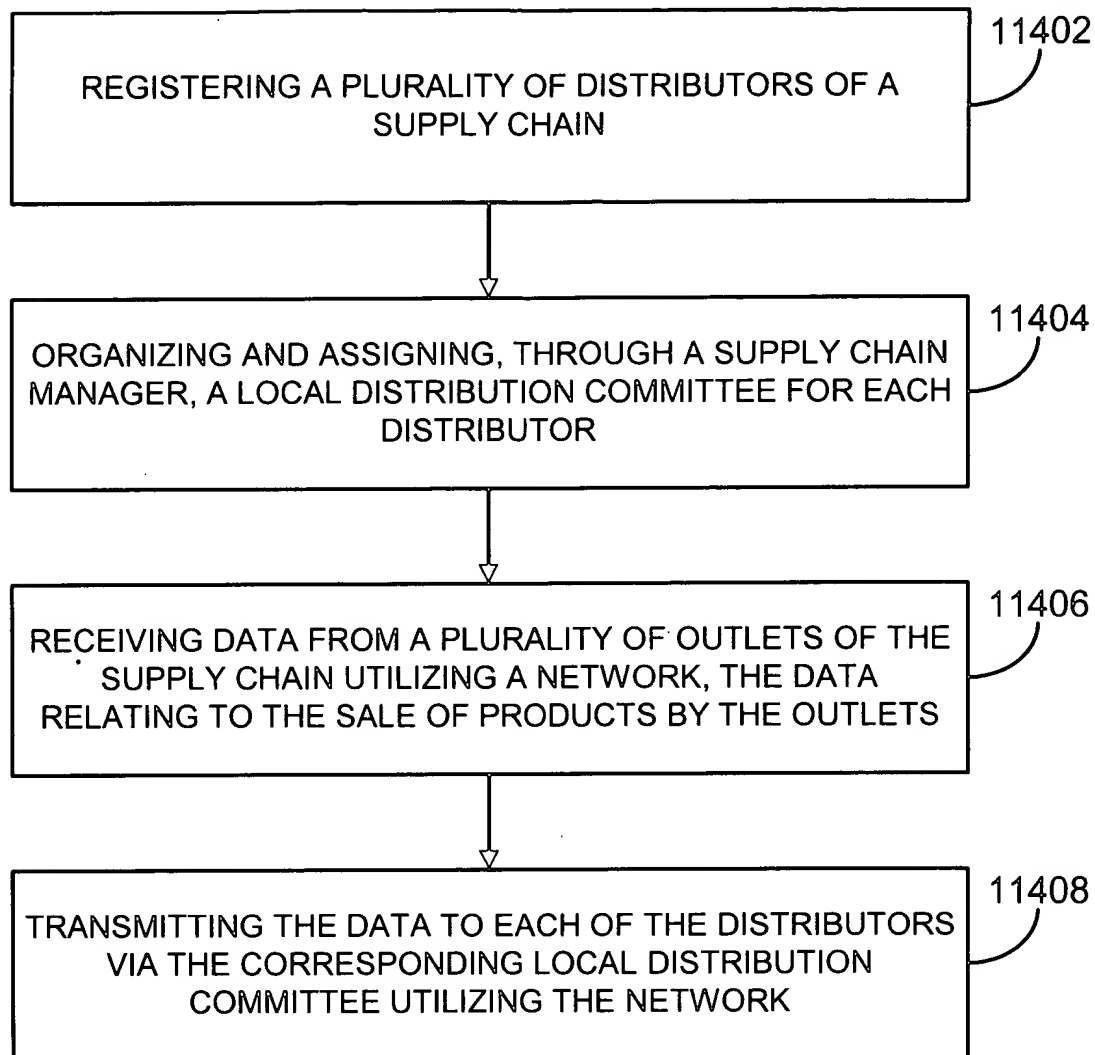 11402
REGISTERING A PLURALITY OF DISTRIBUTORS OF A
SUPPLY CHAIN
11404
ORGANIZING AND ASSIGNING, THROUGH A SUPPLY CHAIN
MANAGER, A LOCAL DISTRIBUTION COMMITTEE FOR EACH
DISTRIBUTOR
11406
RECEIVING DATA FROM A PLURALITY OF OUTLETS OF THE
SUPPLY CHAIN UTILIZING A NETWORK, THE DATA
RELATING TO THE SALE OF PRODUCTS BY THE OUTLETS
11408
TRANSMITTING THE DATA TO EACH OF THE DISTRIBUTORS
VIA THE CORRESPONDING LOCAL DISTRIBUTION
COMMITTEE UTILIZING THE NETWORK